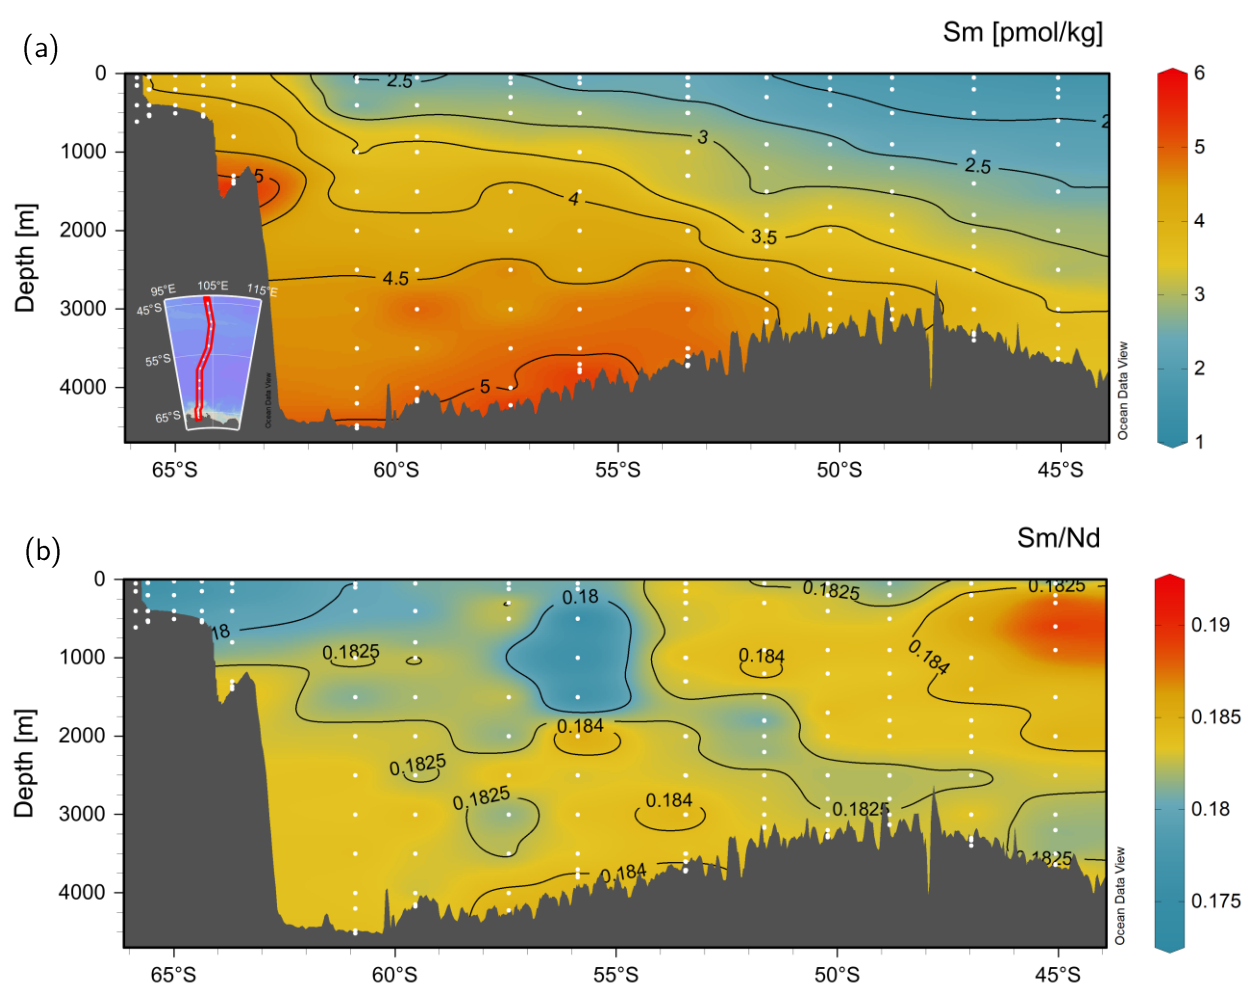 (a)
Sm [pmol/kg]
0
1000
2000
3000
4000
Depth [m]
2.5
3
2
2.5
5
4
3.5
4.5
5
95°E 105°E 115°E
45°S
55°S
65°S
Ocean Data View
Ocean Data View
65°S 60°S 55°S 50°S 45°S
6
5
4
3
2
1
(b)
Sm/Nd
0
1000
2000
3000
4000
Depth [m]
0.18
0.1825
0.1825
18
0.1825
0.184
0.184
0.184
0.1825
0.1825
0.184
0.1825
0.1825
0.184
Ocean Data View
65°S 60°S 55°S 50°S 45°S
0.19
0.185
0.18
0.175